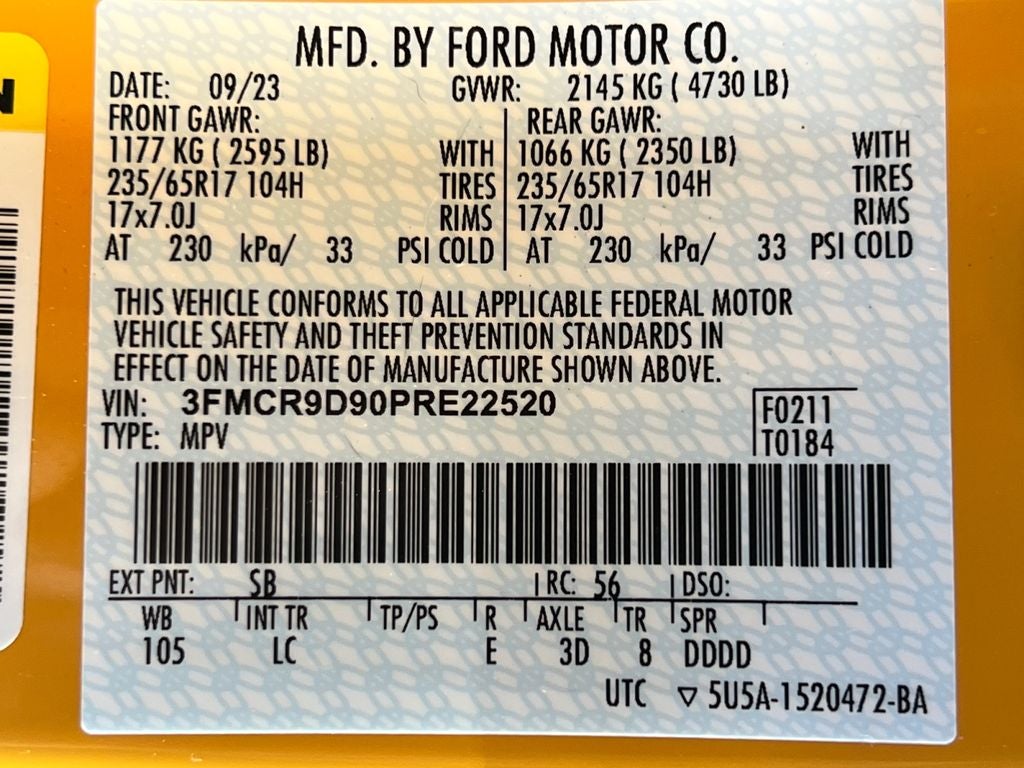 MFD. BY FORD MOTOR CO.
DATE: 09/23 GVWR: 2145 KG ( 4730 LB)
FRONT GAWR: REAR GAWR:
1177 KG ( 2595 LB) WITH 1066 KG ( 2350 LB) WITH
235/65R17 104H TIRES 235/65R17 104H TIRES
17x7.0J RIMS 17x7.0J RIMS
AT 230 kPa/ 33 PSI COLD AT 230 kPa/ 33 PSI COLD
THIS VEHICLE CONFORMS TO ALL APPLICABLE FEDERAL MOTOR
VEHICLE SAFETY AND THEFT PREVENTION STANDARDS IN
EFFECT ON THE DATE OF MANUFACTURE SHOWN ABOVE.
VIN: 3FMCR9D90PRE22520 F0211
TYPE: MPV T0184
EXT PNT: SB RC: 56 DSO:
WB INT TR TP/PS R AXLE TR SPR
105 LC E 3D 8 DDDD
UTC ▽ 5U5A-1520472-BA